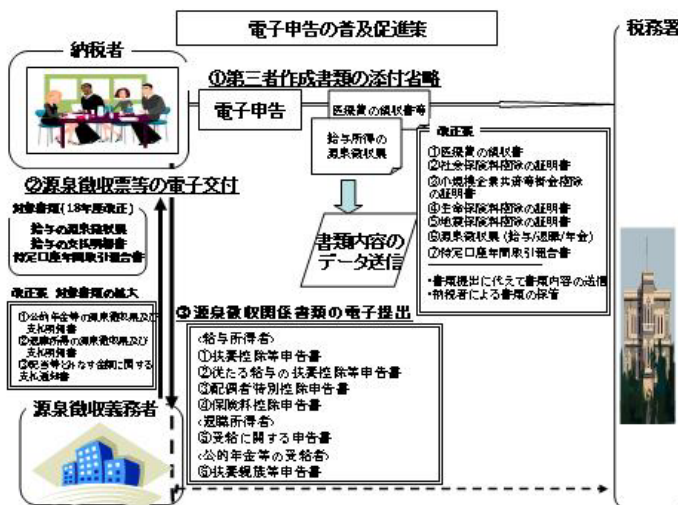 電子申告の普及促進策
納税者
税務署
①第三者作成書類の添付省略
電子申告
医療費の領収書等
給与所得の
源泉徴収票
書類内容の
データ送信
改正案
①医療費の領収書
②社会保険料控除の証明書
③小規模企業共済等掛金控除
の証明書
④生命保険料控除の証明書
⑤地震保険料控除の証明書
⑥源泉徴収票（給与/退職/年金）
⑦特定口座年間取引報告書
・書類提出に代えて書類内容の送信
・納税者による書類の保管
②源泉徴収票等の電子交付
対象書類（18年度改正）
給与の源泉徴収票
給与の支払明細書
特定口座年間取引報告書
改正案 対象書類の拡大
①公的年金等の源泉徴収票及び
支払明細書
②退職所得の源泉徴収票及び
支払明細書
③配当等とみなす金額に関する
支払通知書
源泉徴収義務者
③源泉徴収関係書類の電子提出
<給与所得者>
①扶養控除等申告書
②従たる給与の扶養控除等申告書
③配偶者特別控除申告書
④保険料控除申告書
<退職所得者>
⑤受給に関する申告書
<公的年金等の受給者>
⑥扶養親族等申告書